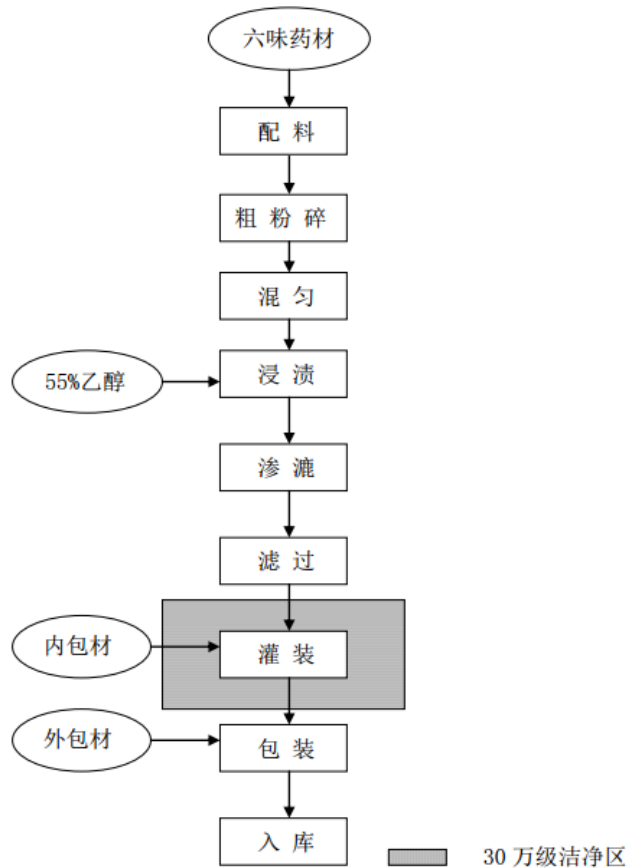 六味药材
配 料
粗 粉 碎
混 匀
55%乙醇
浸 渍
渗 漉
滤 过
内包材
灌 装
外包材
包 装
入 库
30 万级洁净区